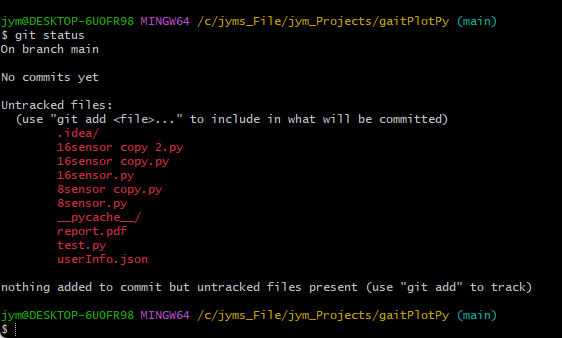 jym@DESKTOP-6UOFR98 MINGW64 /c/jyms_File/jym_Projects/gaitPlotPy (main)
$ git status
On branch main
No commits yet
Untracked files:
(use "git add <file>..." to include in what will be committed)
.idea/
16sensor copy 2.py
16sensor copy.py
16sensor.py
8sensor copy.py
8sensor.py
__pycache__/
report.pdf
test.py
userInfo.json
nothing added to commit but untracked files present (use "git add" to track)
jym@DESKTOP-6UOFR98 MINGW64 /c/jyms_File/jym_Projects/gaitPlotPy (main)
$